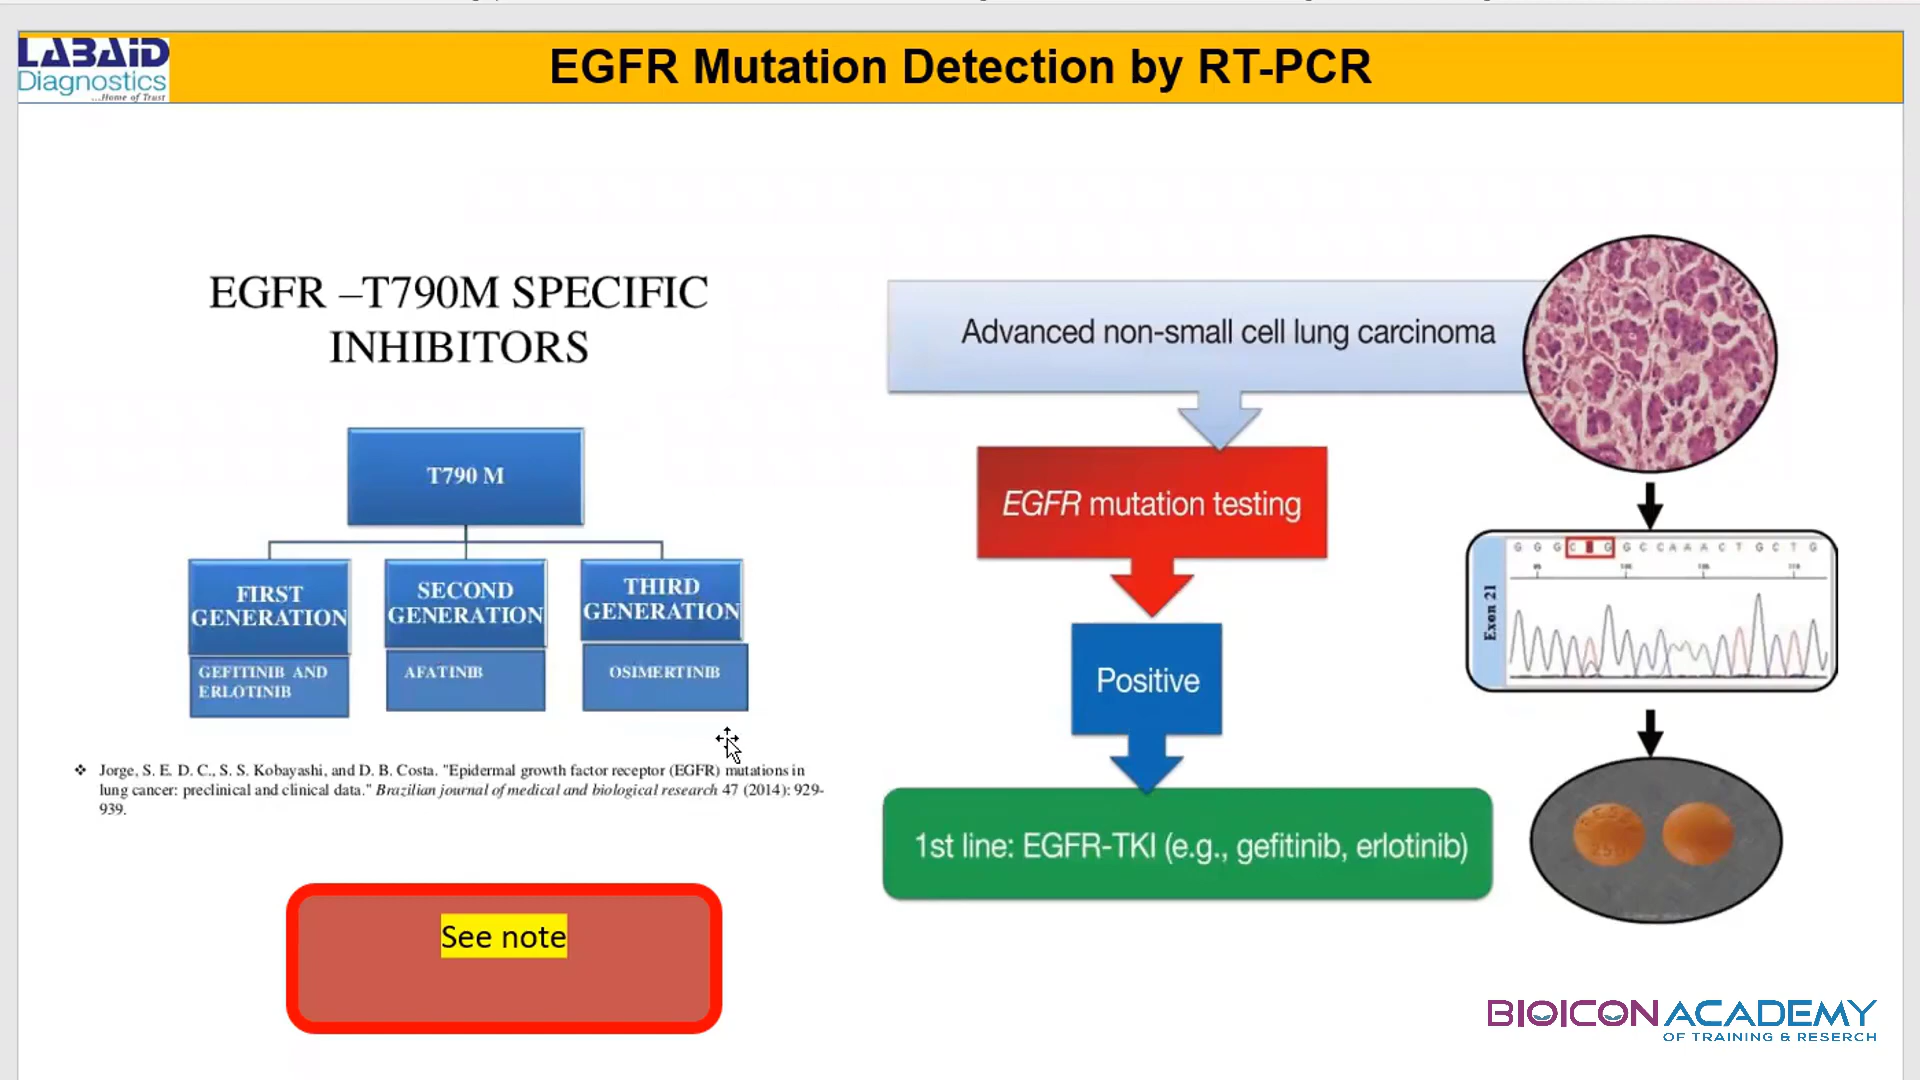 LABAID
Diagnostics
...Home of Trust
EGFR Mutation Detection by RT-PCR
EGFR –T790M SPECIFIC
INHIBITORS
T790 M
FIRST
GENERATION
SECOND
GENERATION
THIRD
GENERATION
GEFITINIB AND
ERLOTINIB
AFATINIB
OSIMERTINIB
❖ Jorge, S. E. D. C., S. S. Kobayashi, and D. B. Costa. "Epidermal growth factor receptor (EGFR) mutations in
lung cancer: preclinical and clinical data." Brazilian journal of medical and biological research 47 (2014): 929-
939.
See note
Advanced non-small cell lung carcinoma
EGFR mutation testing
Positive
1st line: EGFR-TKI (e.g., gefitinib, erlotinib)
Exon 21
BIOICON ACADEMY
OF TRAINING & RESERCH